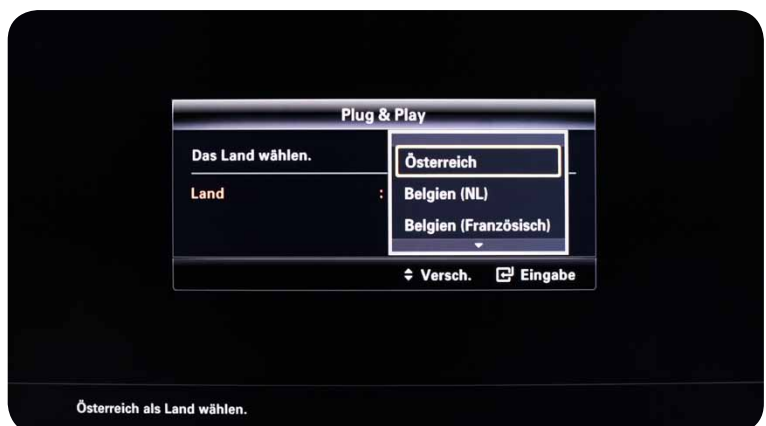 Plug & Play
Das Land wählen.
Land :
Österreich
Belgien (NL)
Belgien (Französisch)
Versch. Eingabe
Österreich als Land wählen.